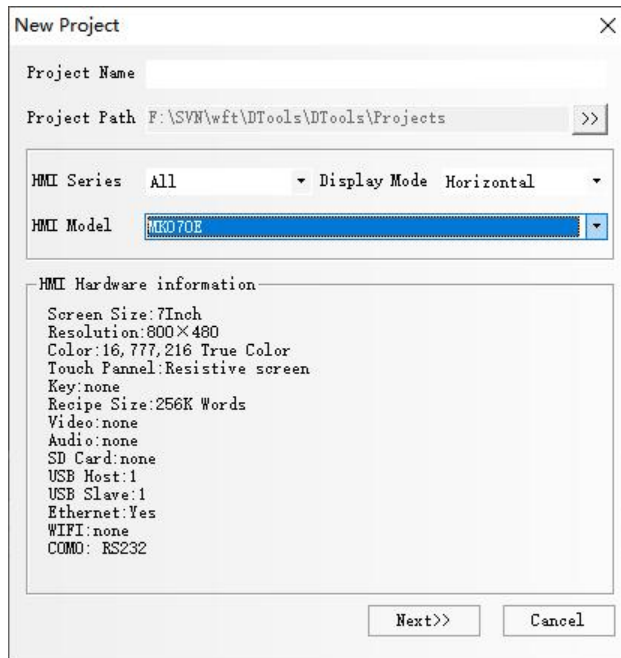 New Project
Project Name
Project Path F:\SVN\wft\DTools\DTools\Projects >>
HMI Series All Display Mode Horizontal
HMI Model MK070E
HMI Hardware information
Screen Size:7Inch
Resolution:800×480
Color:16,777,216 True Color
Touch Pannel:Resistive screen
Key:none
Recipe Size:256K Words
Video:none
Audio:none
SD Card:none
USB Host:1
USB Slave:1
Ethernet:Yes
WIFI:none
COM0: RS232
Next>> Cancel